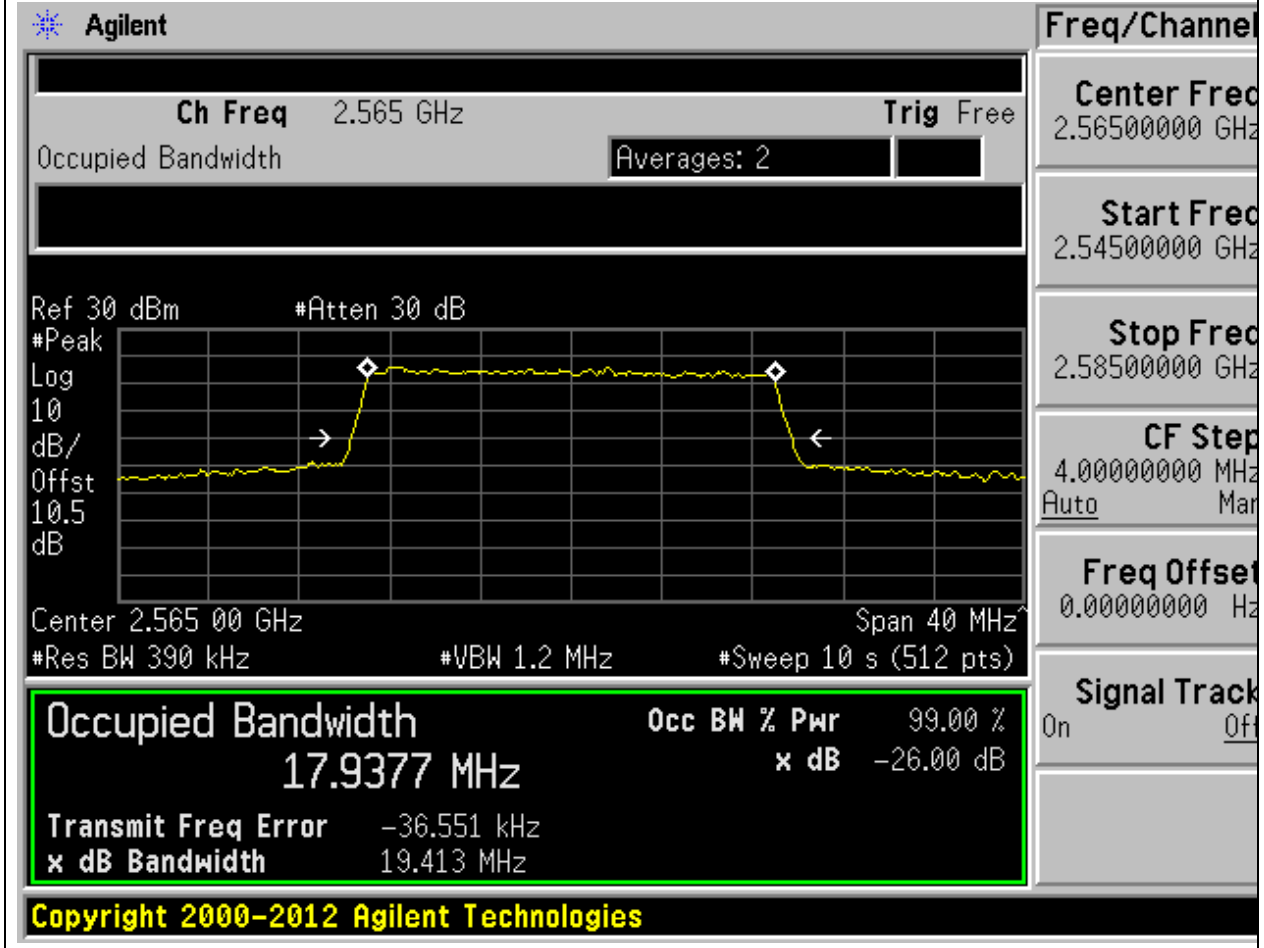 Agilent
Freq/Channel
Ch Freq 2.565 GHz Trig Free
Occupied Bandwidth Averages: 2
Center Freq
2.56500000 GHz
Start Freq
2.54500000 GHz
Stop Freq
2.58500000 GHz
CF Step
4.00000000 MHz
Auto Man
Freq Offset
0.00000000 Hz
Signal Track
On Off
Ref 30 dBm #Atten 30 dB
#Peak
Log
10
dB/
Offst
10.5
dB
Center 2.565 00 GHz Span 40 MHz^
#Res BW 390 kHz #VBW 1.2 MHz #Sweep 10 s (512 pts)
Occupied Bandwidth Occ BW % Pwr 99.00 %
17.9377 MHz x dB -26.00 dB
Transmit Freq Error -36.551 kHz
x dB Bandwidth 19.413 MHz
Copyright 2000-2012 Agilent Technologies